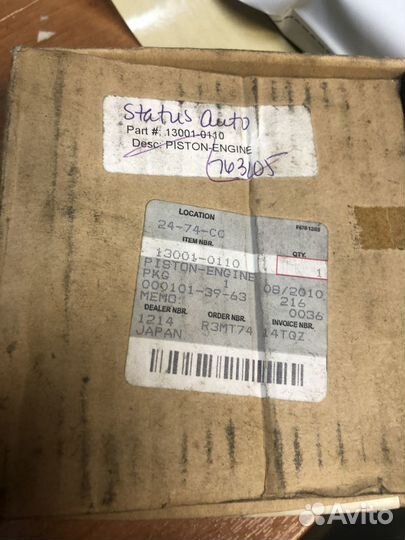 Status auto
Part #: 13001-0110
Desc: PISTON-ENGINE
763105
LOCATION
24-74-CC
ITEM NBR.
QTY.
13001-0110
1
PISTON-ENGINE
PKG 1 08/2010
000101-39-63 216
MEMO: 0036
DEALER NBR. ORDER NBR. INVOICE NBR.
1214 R3MT74 14TQZ
JAPAN
Avito